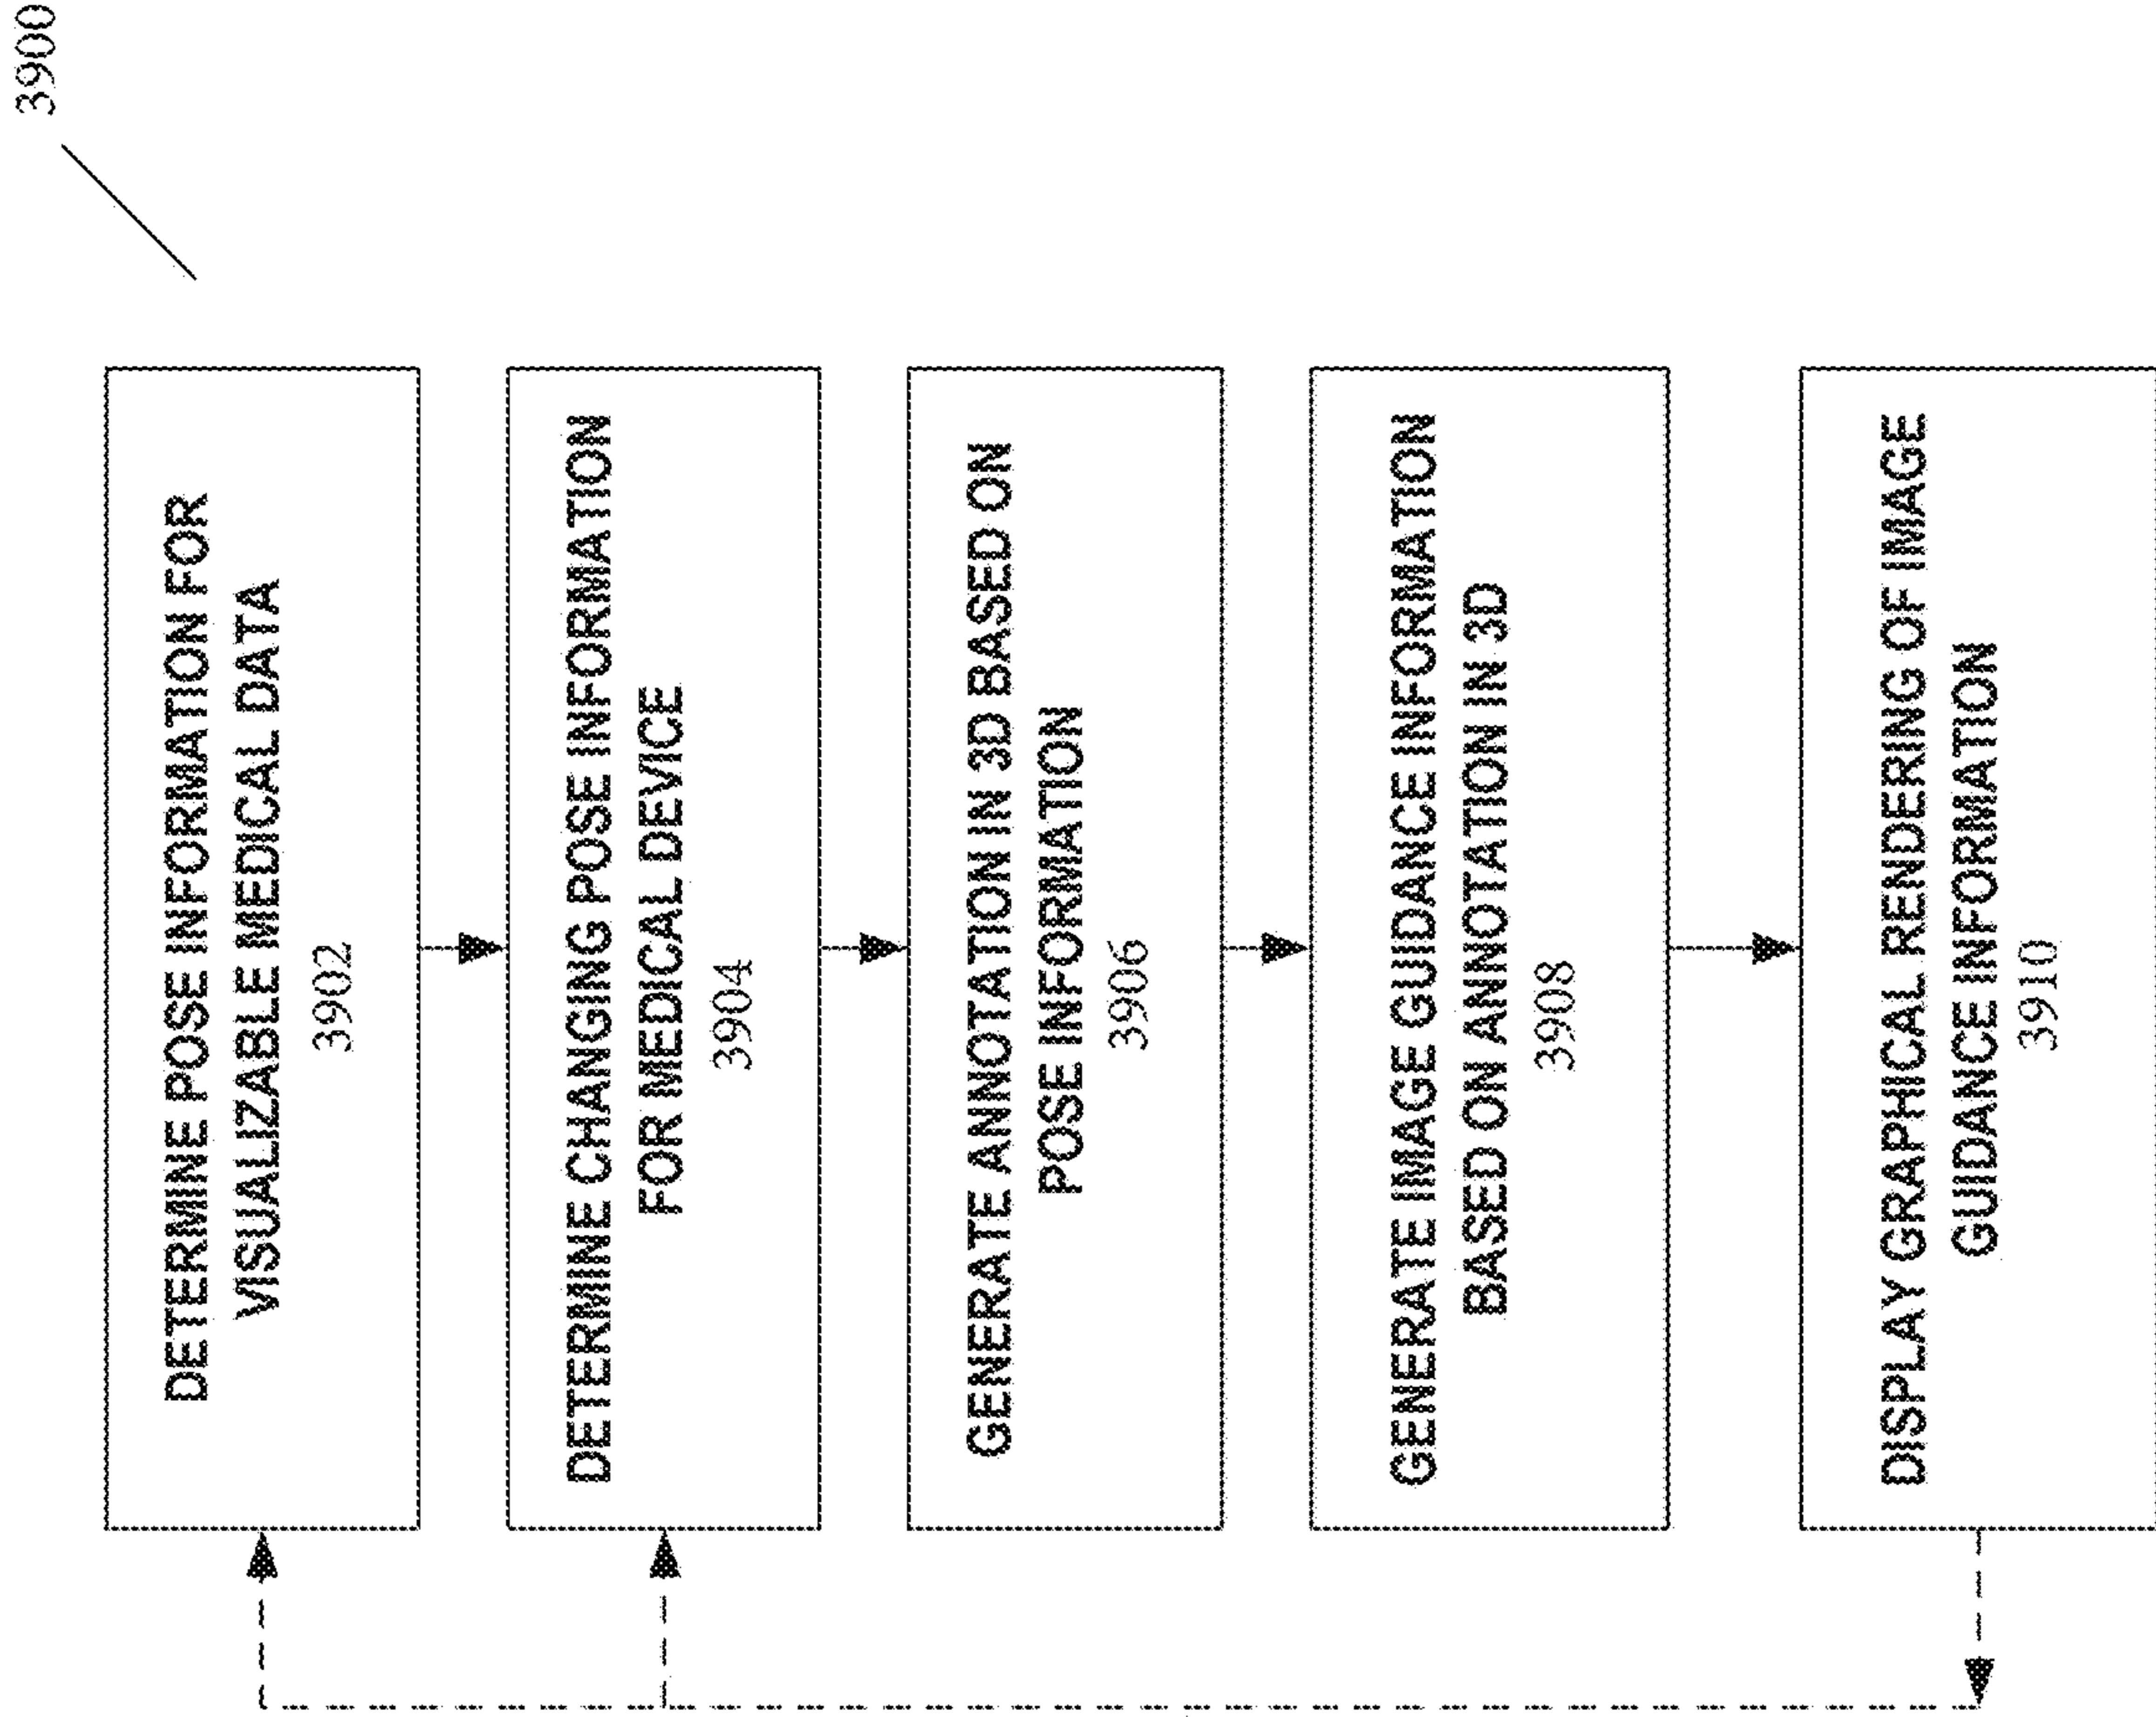 3900
DETERMINE POSE INFORMATION FOR
VISUALIZABLE MEDICAL DATA
3902
DETERMINE CHANGING POSE INFORMATION
FOR MEDICAL DEVICE
3904
GENERATE ANNOTATION IN 3D BASED ON
POSE INFORMATION
3906
GENERATE IMAGE GUIDANCE INFORMATION
BASED ON ANNOTATION IN 3D
3908
DISPLAY GRAPHICAL RENDERING OF IMAGE
GUIDANCE INFORMATION
3910